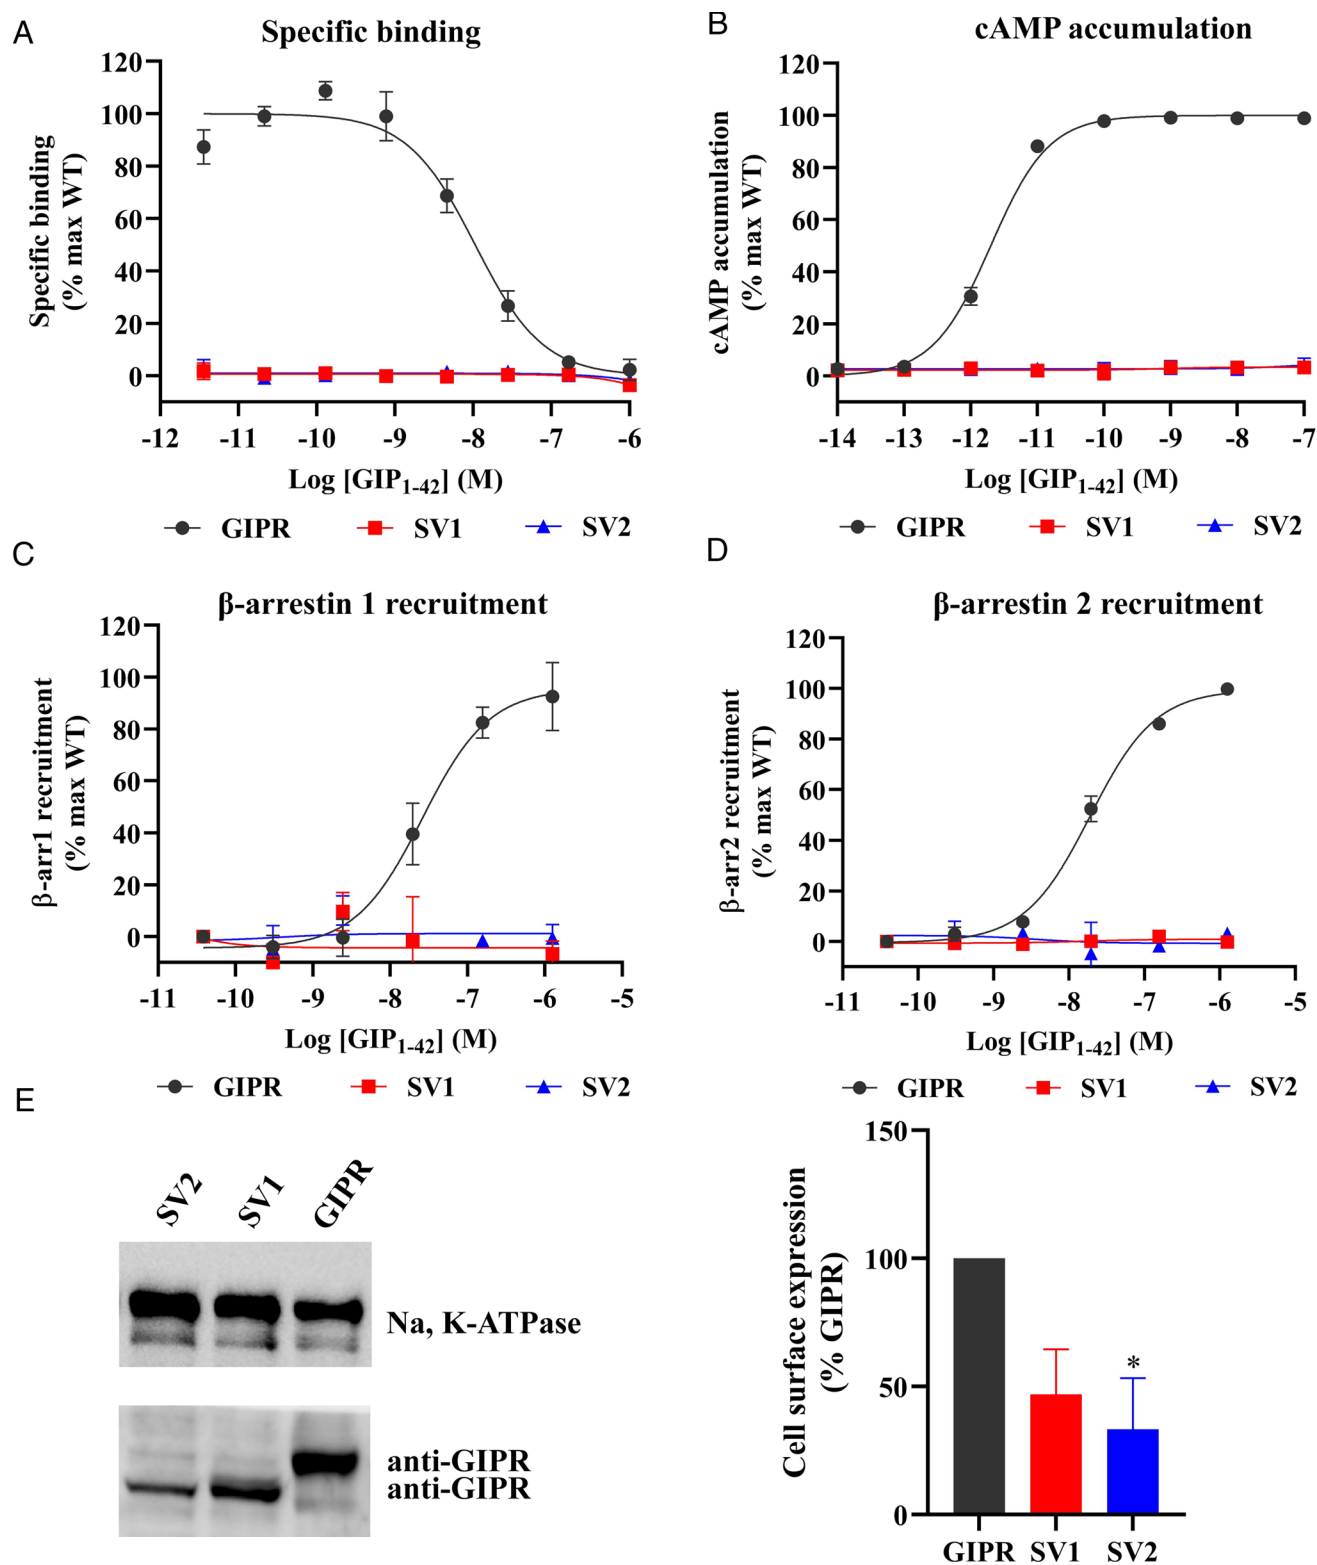 A
Specific binding
Specific binding
(% max WT)
120
100
80
60
40
20
0
-12 -11 -10 -9 -8 -7 -6
Log [GIP1-42] (M)
GIPR SV1 SV2
B
cAMP accumulation
cAMP accumulation
(% max WT)
120
100
80
60
40
20
0
-14 -13 -12 -11 -10 -9 -8 -7
Log [GIP1-42] (M)
GIPR SV1 SV2
C
β-arrestin 1 recruitment
β-arr1 recruitment
(% max WT)
120
100
80
60
40
20
0
-11 -10 -9 -8 -7 -6 -5
Log [GIP1-42] (M)
GIPR SV1 SV2
D
β-arrestin 2 recruitment
β-arr2 recruitment
(% max WT)
120
100
80
60
40
20
0
-11 -10 -9 -8 -7 -6 -5
Log [GIP1-42] (M)
GIPR SV1 SV2
E
SV2 SV1 GIPR
Na, K-ATPase
anti-GIPR
anti-GIPR
Cell surface expression
(% GIPR)
150
100
50
0
*
GIPR SV1 SV2